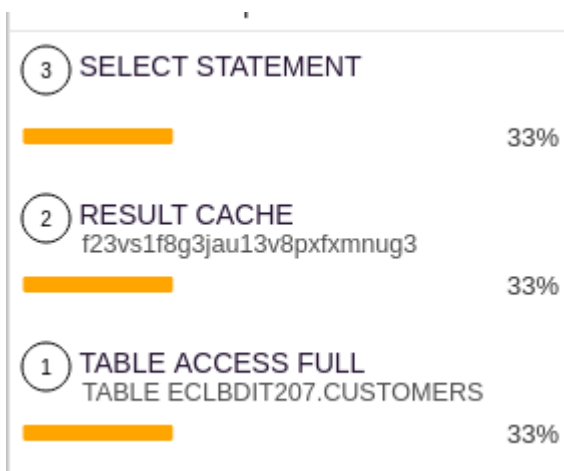 3 SELECT STATEMENT
33%
2 RESULT CACHE
f23vs1f8g3jau13v8pxfxmnug3
33%
1 TABLE ACCESS FULL
TABLE ECLBDIT207.CUSTOMERS
33%